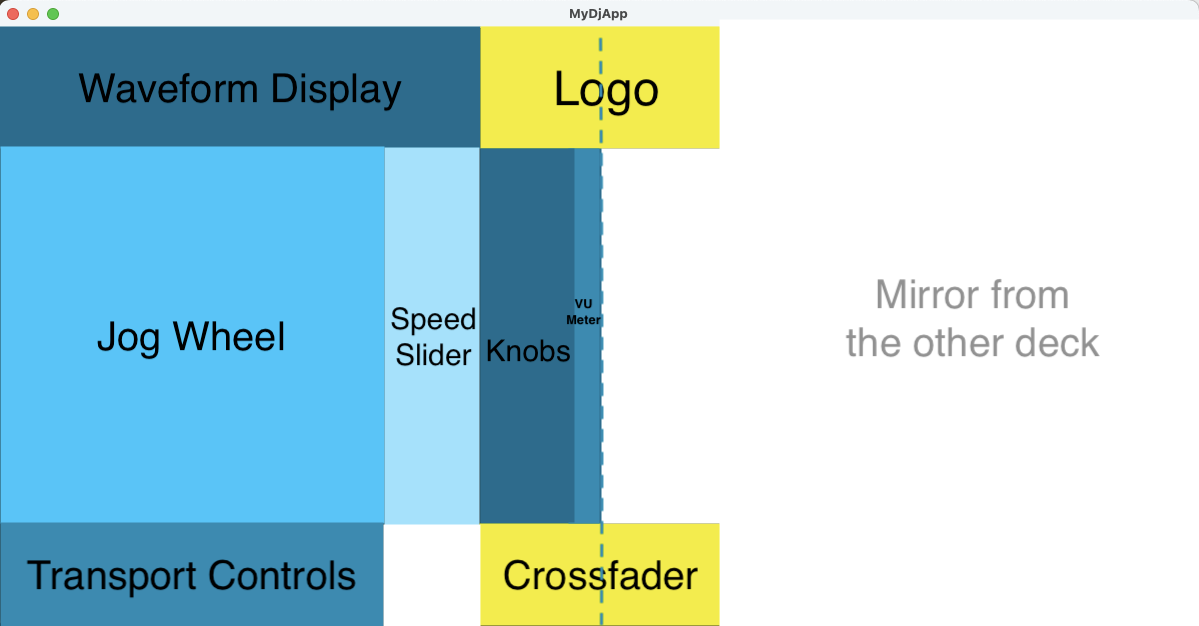 MyDjApp
Waveform Display
Logo
Jog Wheel
Speed
Slider
Knobs
VU
Meter
Mirror from
the other deck
Transport Controls
Crossfader